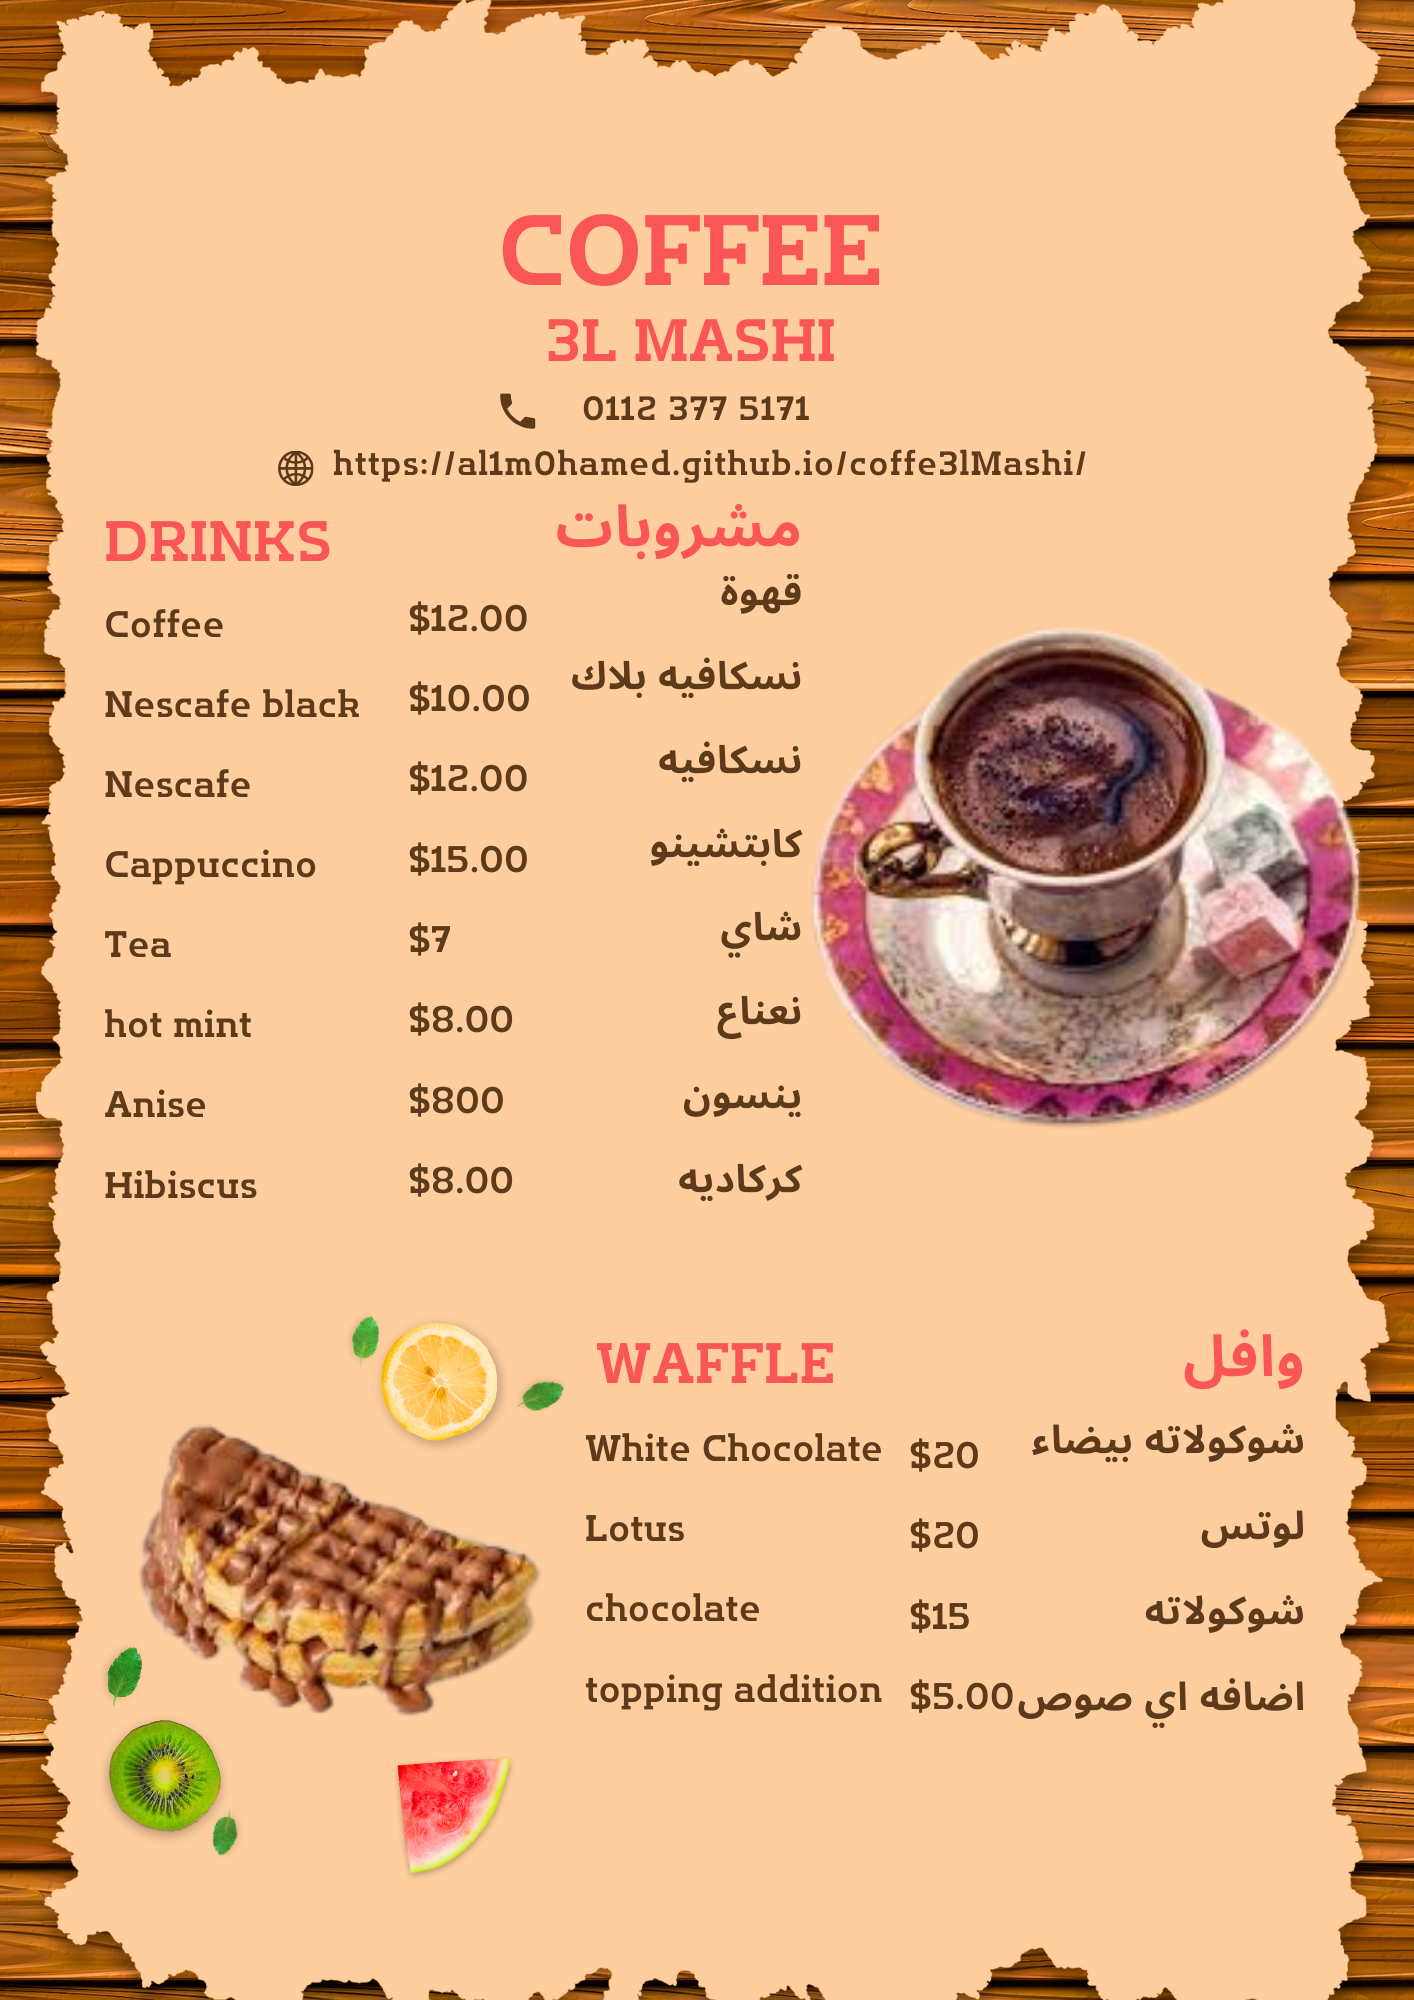 COFFEE
3L MASHI
0112 377 5171
https://al1m0hamed.github.io/coffe3lMashi/
DRINKS مشروبات
Coffee $12.00 قهوة
Nescafe black $10.00 نسكافيه بلاك
Nescafe $12.00 نسكافيه
Cappuccino $15.00 كابتشينو
Tea $7 شاي
hot mint $8.00 نعناع
Anise $800 ينسون
Hibiscus $8.00 كركاديه
WAFFLE وافل
White Chocolate $20 شوكولاته بيضاء
Lotus $20 لوتس
chocolate $15 شوكولاته
topping addition $5.00 اضافه اي صوص